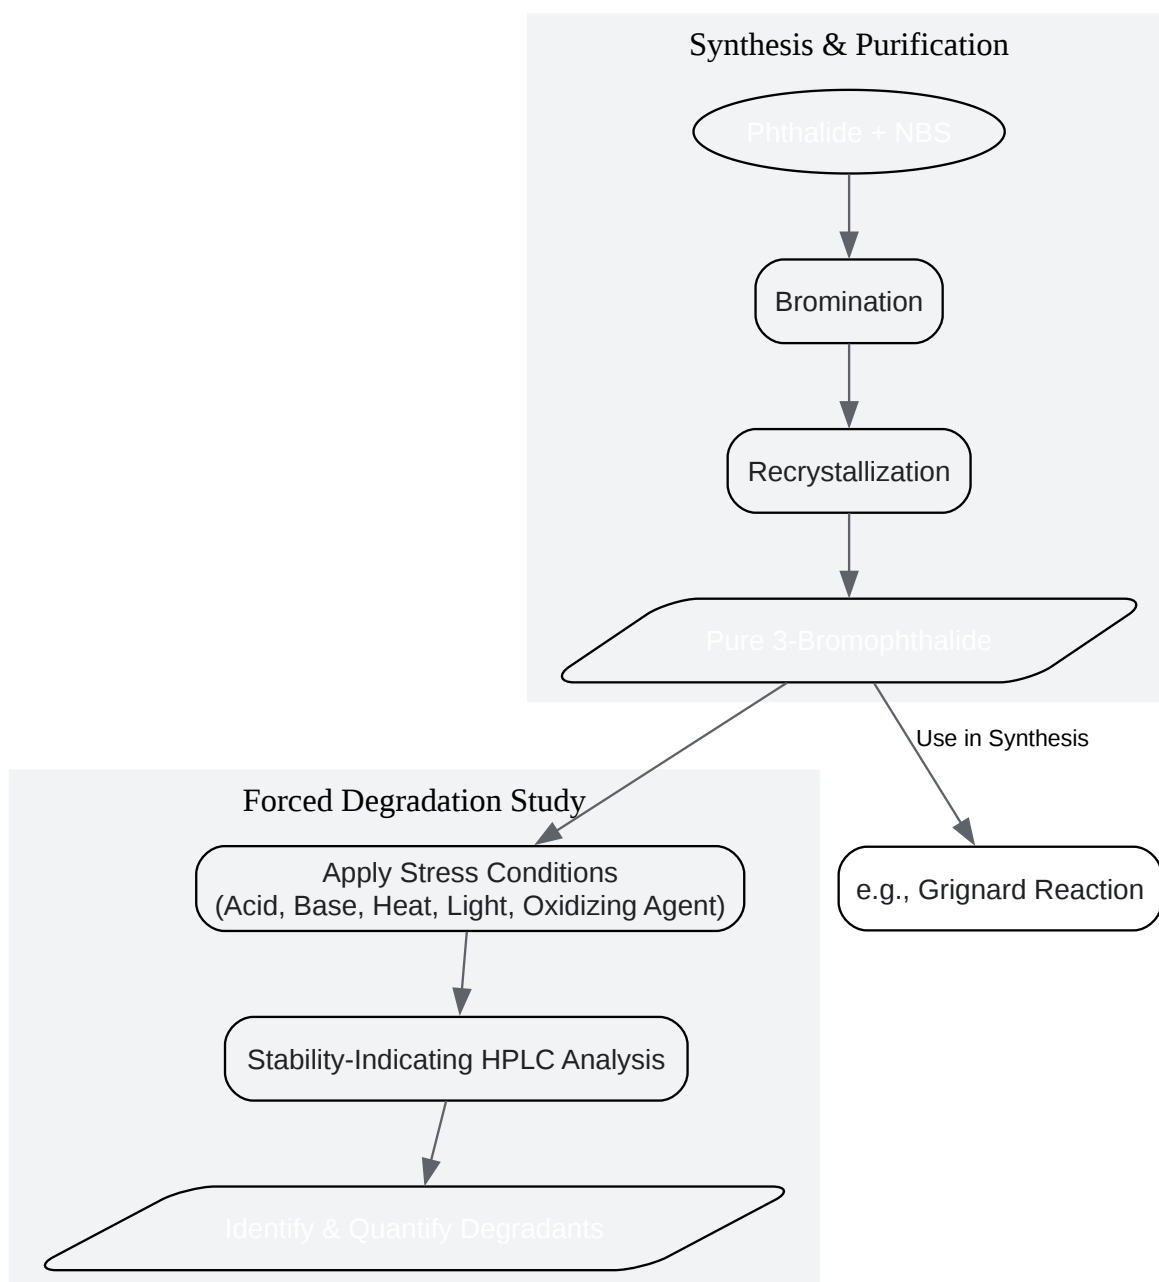 Synthesis & Purification
Phthalide + NBS
Bromination
Recrystallization
Pure 3-Bromophthalide
Use in Synthesis
Forced Degradation Study
Apply Stress Conditions
(Acid, Base, Heat, Light, Oxidizing Agent)
e.g., Grignard Reaction
Stability-Indicating HPLC Analysis
Identify & Quantify Degradants